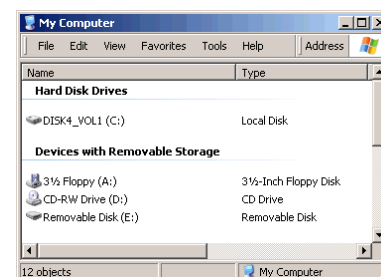 My Computer
File Edit View Favorites Tools Help Address
Name Type
Hard Disk Drives
DISK4_VOL1 (C:) Local Disk
Devices with Removable Storage
3½ Floppy (A:) 3½-Inch Floppy Disk
CD-RW Drive (D:) CD Drive
Removable Disk (E:) Removable Disk
12 objects My Computer